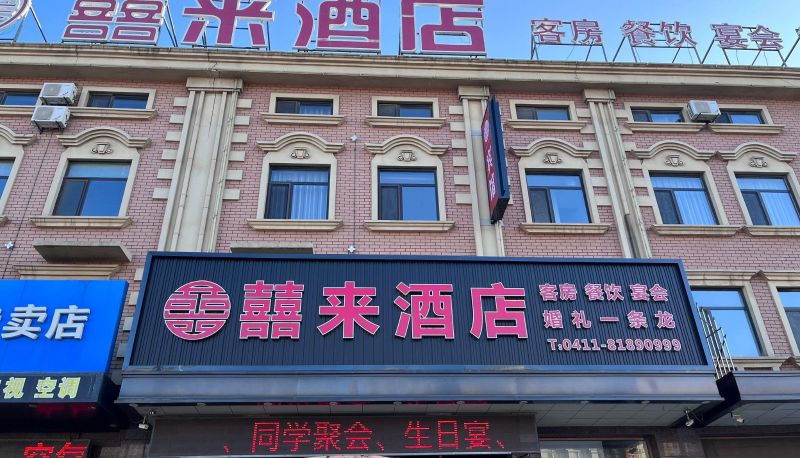 囍来酒店
客房 餐饮 宴会
囍来酒店
客房 餐饮 宴会
婚礼一条龙
T:0411-81890999
卖店
视 空调
、同学聚会、生日宴、
空气